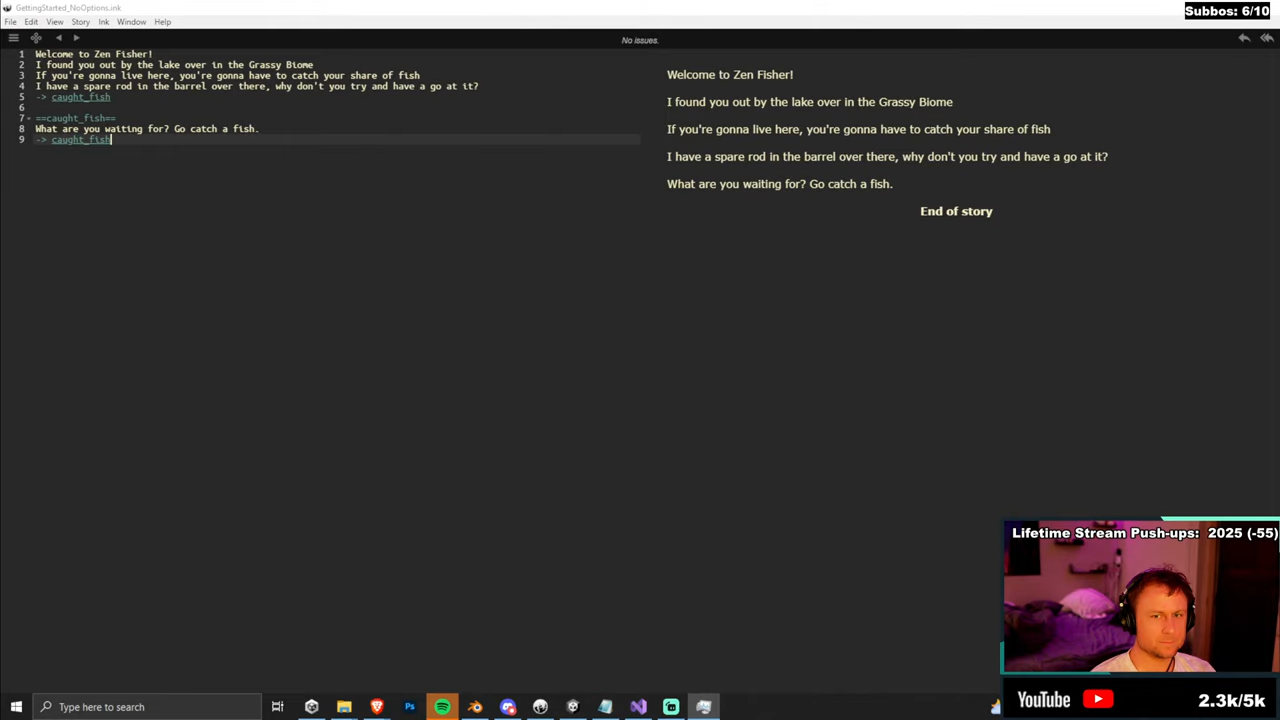 GettingStarted_NoOptions.ink
Subbos: 6/10
File Edit View Story Ink Window Help
No issues.
1 Welcome to Zen Fisher!
2 I found you out by the lake over in the Grassy Biome
3 If you're gonna live here, you're gonna have to catch your share of fish
4 I have a spare rod in the barrel over there, why don't you try and have a go at it?
5 -> caught_fish
6
7 ==caught_fish==
8 What are you waiting for? Go catch a fish.
9 -> caught_fish
Welcome to Zen Fisher!
I found you out by the lake over in the Grassy Biome
If you're gonna live here, you're gonna have to catch your share of fish
I have a spare rod in the barrel over there, why don't you try and have a go at it?
What are you waiting for? Go catch a fish.
End of story
Lifetime Stream Push-ups: 2025 (-55)
Type here to search
Ps
YouTube 2.3k/5k